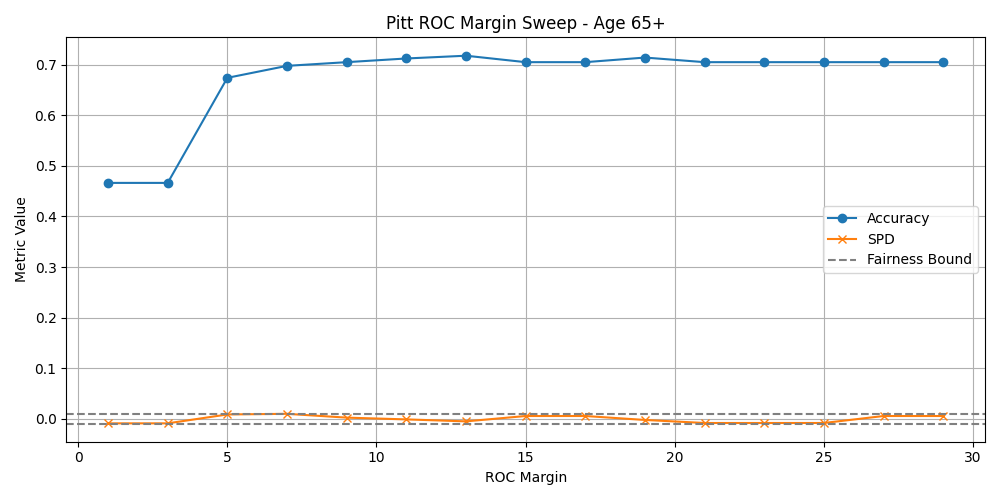 Pitt ROC Margin Sweep - Age 65+
Metric Value
0.7
0.6
0.5
0.4
0.3
0.2
0.1
0.0
Accuracy
SPD
Fairness Bound
0 5 10 15 20 25 30
ROC Margin